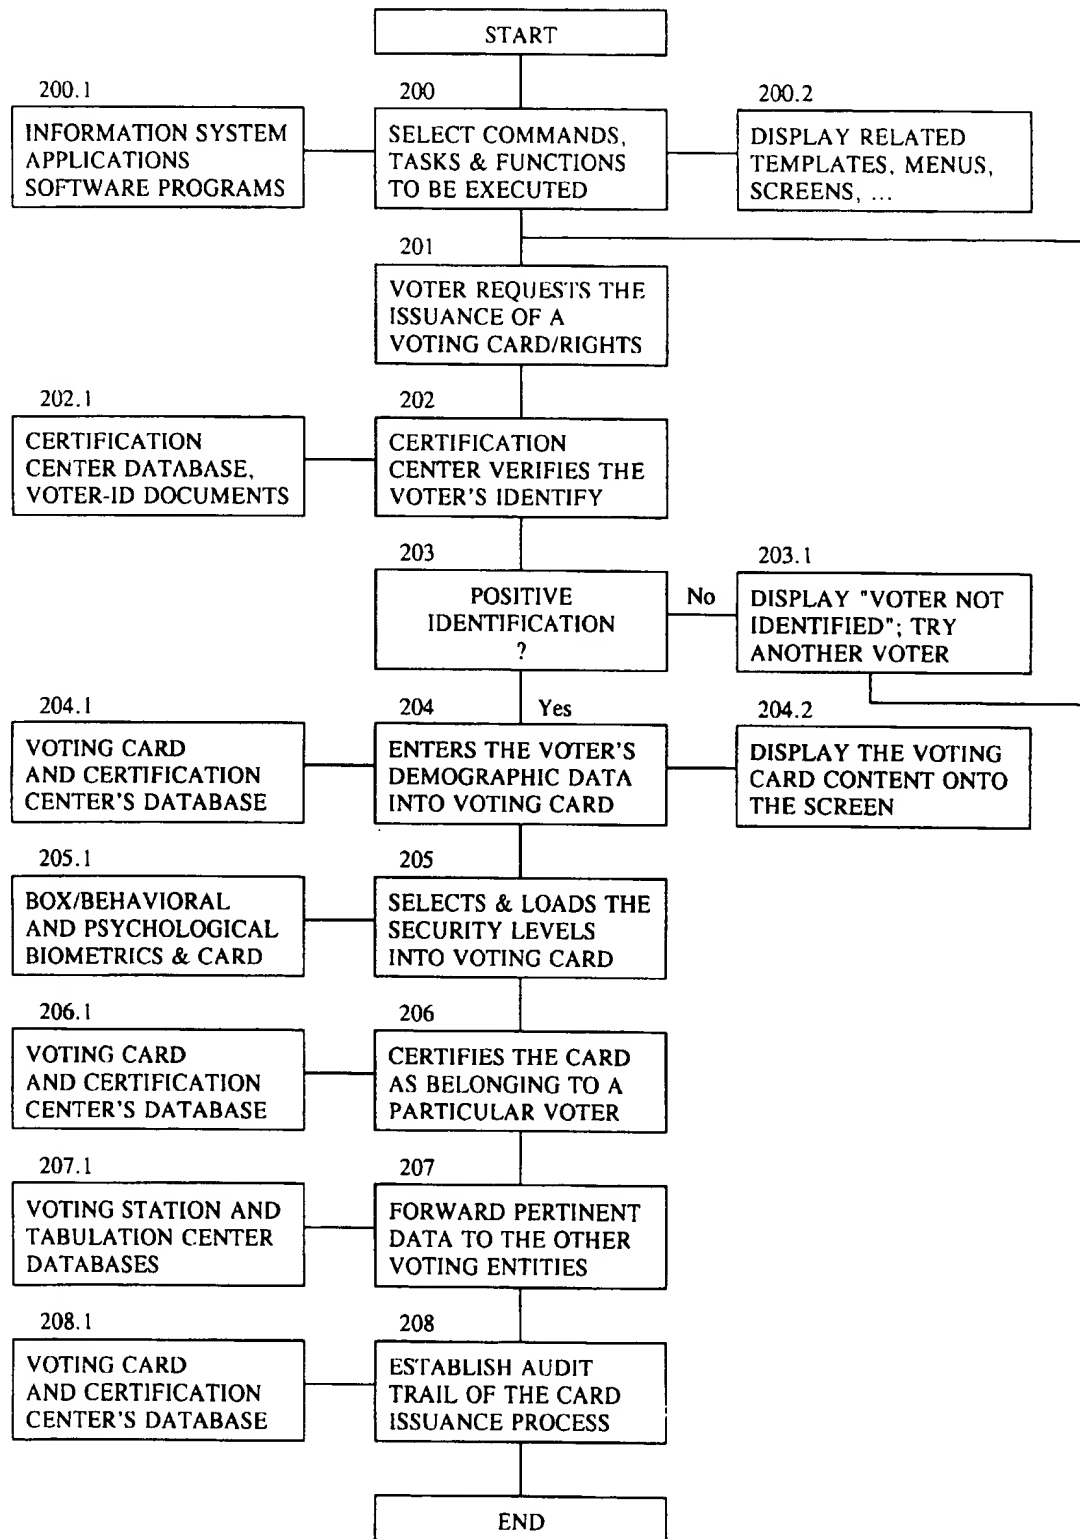 START
200.1
INFORMATION SYSTEM
APPLICATIONS
SOFTWARE PROGRAMS
200
SELECT COMMANDS,
TASKS & FUNCTIONS
TO BE EXECUTED
200.2
DISPLAY RELATED
TEMPLATES, MENUS,
SCREENS, ...
201
VOTER REQUESTS THE
ISSUANCE OF A
VOTING CARD/RIGHTS
202.1
CERTIFICATION
CENTER DATABASE,
VOTER-ID DOCUMENTS
202
CERTIFICATION
CENTER VERIFIES THE
VOTER'S IDENTIFY
203
POSITIVE
IDENTIFICATION
?
No
203.1
DISPLAY "VOTER NOT
IDENTIFIED"; TRY
ANOTHER VOTER
204.1
VOTING CARD
AND CERTIFICATION
CENTER'S DATABASE
204
Yes
ENTERS THE VOTER'S
DEMOGRAPHIC DATA
INTO VOTING CARD
204.2
DISPLAY THE VOTING
CARD CONTENT ONTO
THE SCREEN
205.1
BOX/BEHAVIORAL
AND PSYCHOLOGICAL
BIOMETRICS & CARD
205
SELECTS & LOADS THE
SECURITY LEVELS
INTO VOTING CARD
206.1
VOTING CARD
AND CERTIFICATION
CENTER'S DATABASE
206
CERTIFIES THE CARD
AS BELONGING TO A
PARTICULAR VOTER
207.1
VOTING STATION AND
TABULATION CENTER
DATABASES
207
FORWARD PERTINENT
DATA TO THE OTHER
VOTING ENTITIES
208.1
VOTING CARD
AND CERTIFICATION
CENTER'S DATABASE
208
ESTABLISH AUDIT
TRAIL OF THE CARD
ISSUANCE PROCESS
END